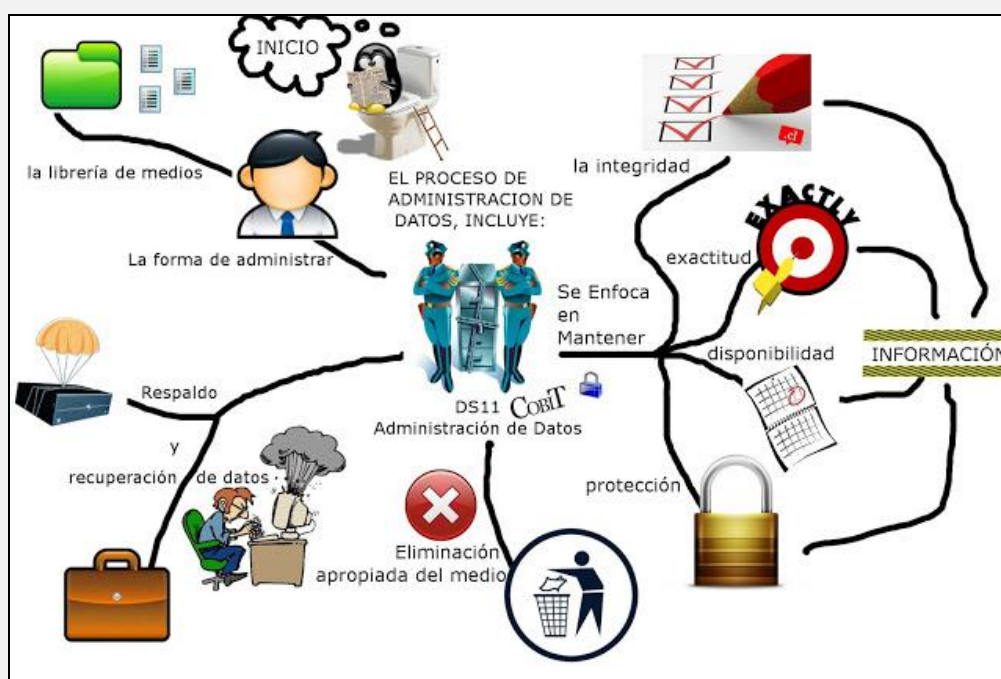 INICIO
EL PROCESO DE
ADMINISTRACION DE
DATOS, INCLUYE:
la librería de medios
La forma de administrar
Respaldo
y
recuperación de datos
DS11 COBIT
Administración de Datos
Eliminación
apropiada del medio
Se Enfoca
en
Mantener
la integridad
.cl
EXACTLY
exactitud
disponibilidad
protección
INFORMACIÓN